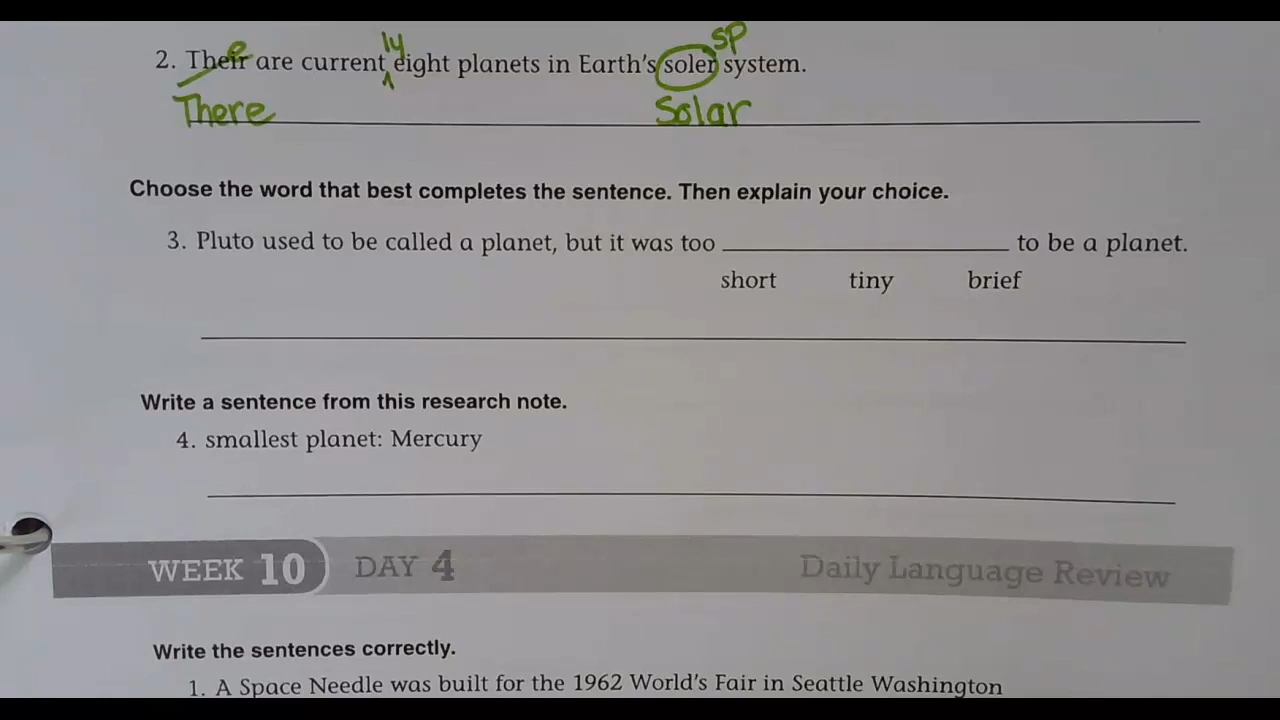 e ly sp
2. Their are current eight planets in Earth's soler system.
There Solar
Choose the word that best completes the sentence. Then explain your choice.
3. Pluto used to be called a planet, but it was too ____________ to be a planet.
short tiny brief
Write a sentence from this research note.
4. smallest planet: Mercury
WEEK 10 DAY 4 Daily Language Review
Write the sentences correctly.
1. A Space Needle was built for the 1962 World's Fair in Seattle Washington